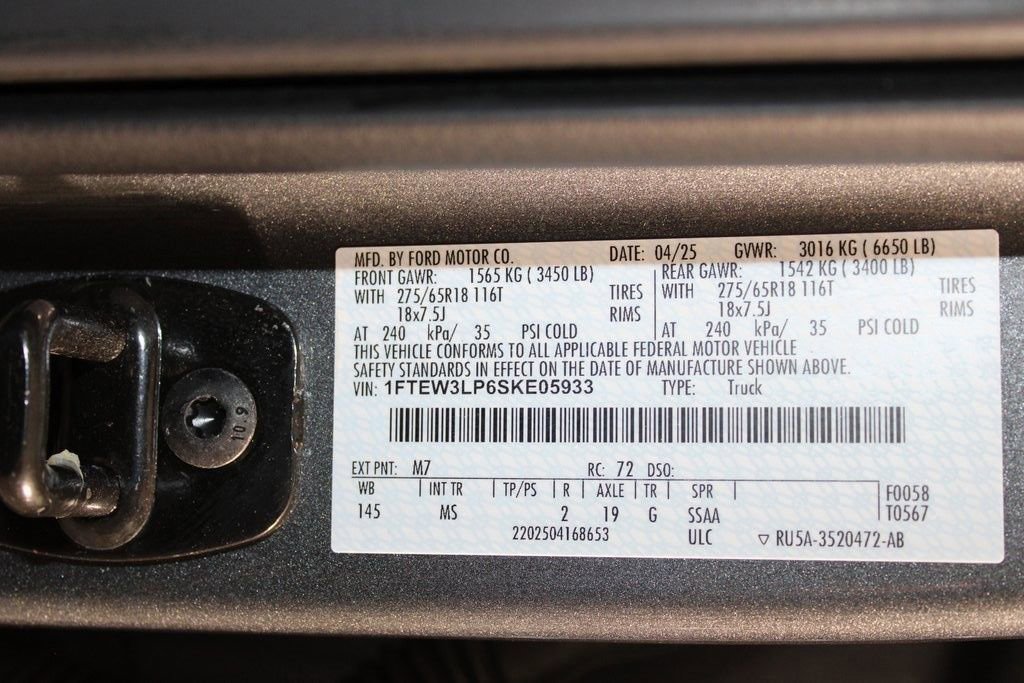 MFD. BY FORD MOTOR CO. DATE: 04/25 GVWR: 3016 KG ( 6650 LB)
FRONT GAWR: 1565 KG ( 3450 LB) REAR GAWR: 1542 KG ( 3400 LB)
WITH 275/65R18 116T TIRES WITH 275/65R18 116T TIRES
18x7.5J RIMS 18x7.5J RIMS
AT 240 kPa/ 35 PSI COLD AT 240 kPa/ 35 PSI COLD
THIS VEHICLE CONFORMS TO ALL APPLICABLE FEDERAL MOTOR VEHICLE
SAFETY STANDARDS IN EFFECT ON THE DATE OF MANUFACTURE SHOWN ABOVE.
VIN: 1FTEW3LP6SKE05933 TYPE: Truck
EXT PNT: M7 RC: 72 DSO:
WB INT TR TP/PS R AXLE TR SPR F0058
145 MS 2 19 G SSAA T0567
2202504168653 ULC ▽ RU5A-3520472-AB
10.9